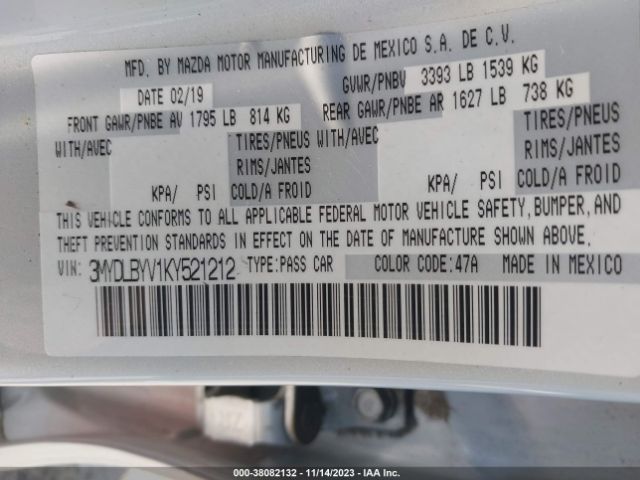 MFD. BY MAZDA MOTOR MANUFACTURING DE MEXICO S.A. DE C.V.
DATE 02/19 GVWR/PNBV 3393 LB 1539 KG
FRONT GAWR/PNBE AV 1795 LB 814 KG REAR GAWR/PNBE AR 1627 LB 738 KG
WITH/AVEC TIRES/PNEUS WITH/AVEC TIRES/PNEUS
RIMS/JANTES RIMS/JANTES
KPA/ PSI COLD/A FROID KPA/ PSI COLD/A FROID
THIS VEHICLE CONFORMS TO ALL APPLICABLE FEDERAL MOTOR VEHICLE SAFETY, BUMPER, AND
THEFT PREVENTION STANDARDS IN EFFECT ON THE DATE OF MANUFACTURE SHOWN ABOVE.
VIN: 3MYDLBYV1KY521212 TYPE:PASS CAR COLOR CODE:47A MADE IN MEXICO
000-38082132 - 11/14/2023 - IAA Inc.